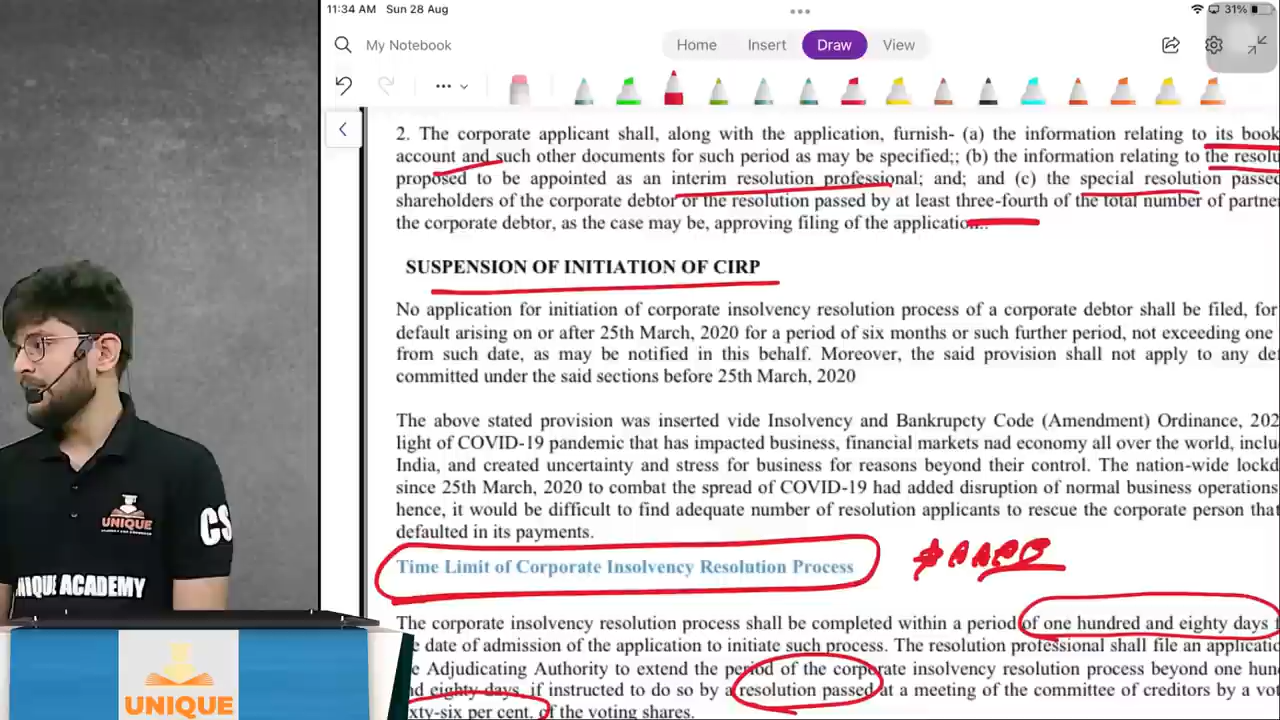 11:34 AM Sun 28 Aug
31%
My Notebook
Home Insert Draw View
2. The corporate applicant shall, along with the application, furnish- (a) the information relating to its book
account and such other documents for such period as may be specified;; (b) the information relating to the resolu
proposed to be appointed as an interim resolution professional; and; and (c) the special resolution passed
shareholders of the corporate debtor or the resolution passed by at least three-fourth of the total number of partne
the corporate debtor, as the case may be, approving filing of the application...
SUSPENSION OF INITIATION OF CIRP
No application for initiation of corporate insolvency resolution process of a corporate debtor shall be filed, for
default arising on or after 25th March, 2020 for a period of six months or such further period, not exceeding one
from such date, as may be notified in this behalf. Moreover, the said provision shall not apply to any de
committed under the said sections before 25th March, 2020
The above stated provision was inserted vide Insolvency and Bankrupcty Code (Amendment) Ordinance, 202
light of COVID-19 pandemic that has impacted business, financial markets nad economy all over the world, inclu
India, and created uncertainty and stress for business for reasons beyond their control. The nation-wide lockd
since 25th March, 2020 to combat the spread of COVID-19 had added disruption of normal business operations
hence, it would be difficult to find adequate number of resolution applicants to rescue the corporate person that
defaulted in its payments.
Time Limit of Corporate Insolvency Resolution Process
The corporate insolvency resolution process shall be completed within a period of one hundred and eighty days f
e date of admission of the application to initiate such process. The resolution professional shall file an applicatio
e Adjudicating Authority to extend the period of the corporate insolvency resolution process beyond one hun
nd eighty days, if instructed to do so by a resolution passed at a meeting of the committee of creditors by a vo
ixty-six per cent. of the voting shares.
UNIQUE
CS
NIQUE ACADEMY
UNIQUE